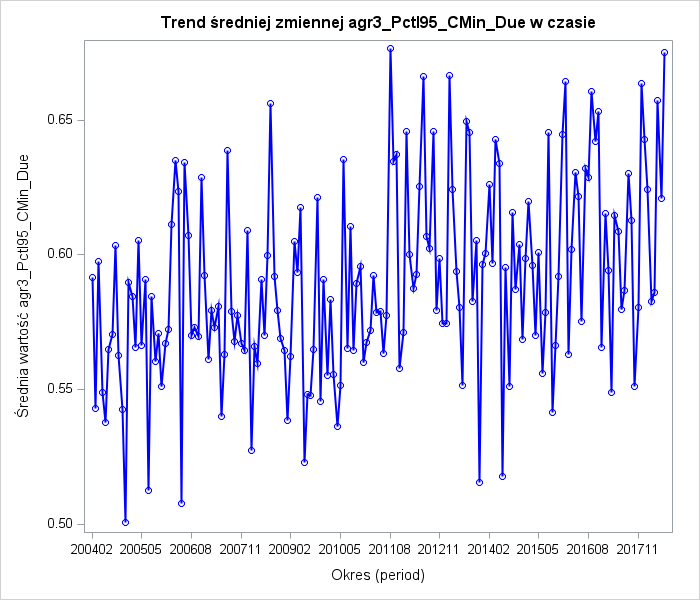 Trend średniej zmiennej agr3_Pctl95_CMin_Due w czasie
Średnia wartość agr3_Pctl95_CMin_Due
0.65
0.60
0.55
0.50
200402 200505 200608 200711 200902 201005 201108 201211 201402 201505 201608 201711
Okres (period)